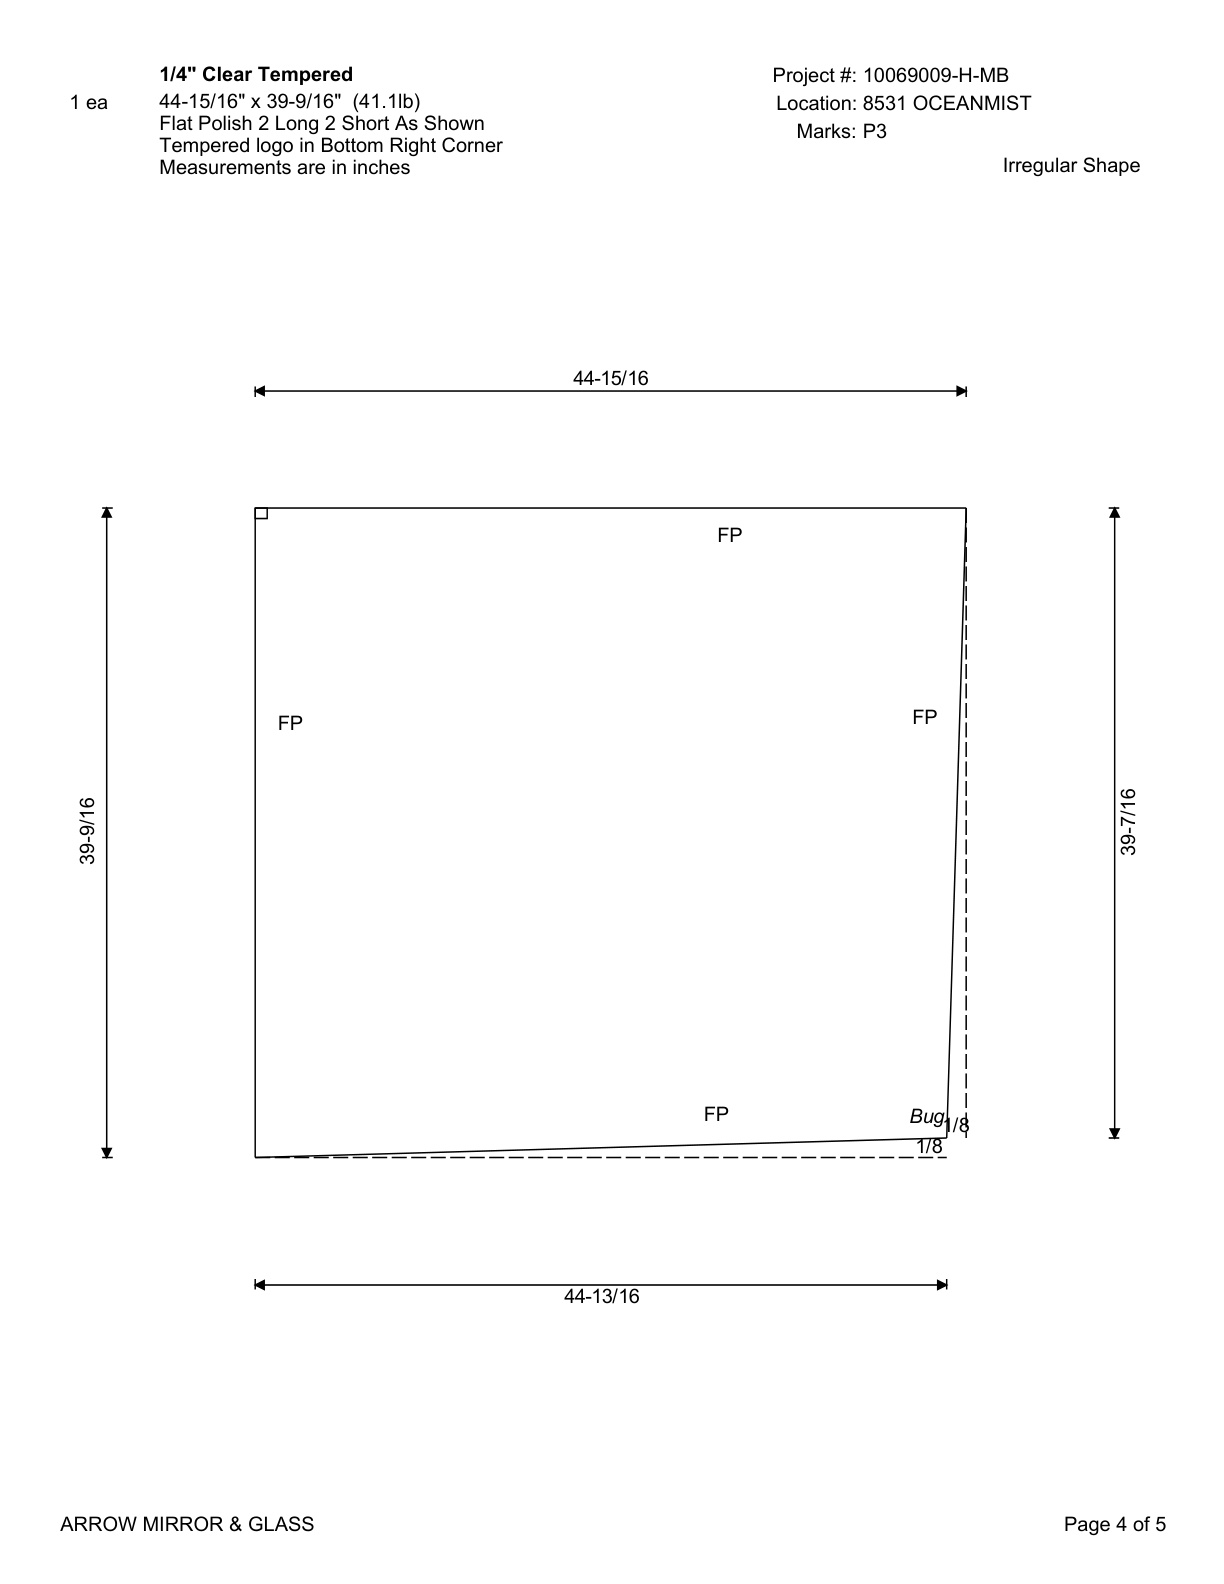 1/4" Clear Tempered
1 ea
44-15/16" x 39-9/16"  (41.1lb)
Flat Polish 2 Long 2 Short As Shown
Tempered logo in Bottom Right Corner
Measurements are in inches
Project #: 10069009-H-MB
Location: 8531 OCEANMIST
Marks: P3
Irregular Shape
44-15/16
FP
FP
FP
39-9/16
39-7/16
FP
Bug
1/8
1/8
44-13/16
ARROW MIRROR & GLASS
Page 4 of 5